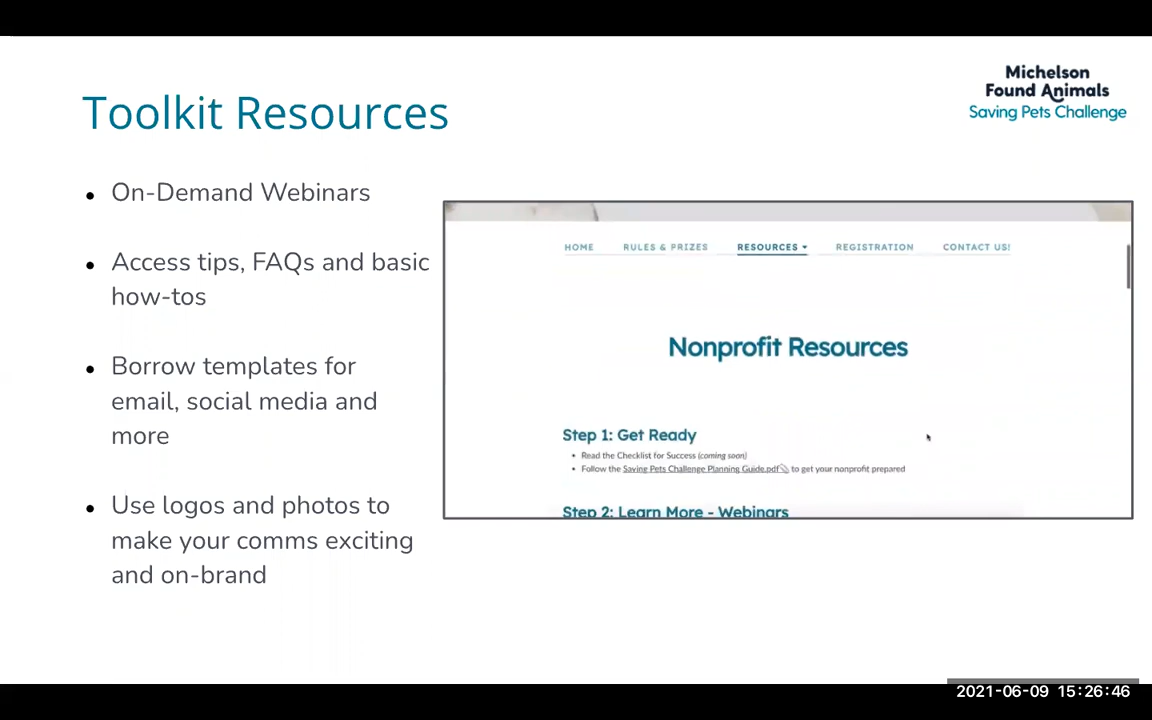 Michelson
Found Animals
Saving Pets Challenge
Toolkit Resources
• On-Demand Webinars
• Access tips, FAQs and basic
how-tos
• Borrow templates for
email, social media and
more
• Use logos and photos to
make your comms exciting
and on-brand
HOME RULES & PRIZES RESOURCES REGISTRATION CONTACT US!
Nonprofit Resources
Step 1: Get Ready
• Read the Checklist for Success (coming soon)
• Follow the Saving Pets Challenge Planning Guide.pdf to get your nonprofit prepared
Step 2: Learn More - Webinars
2021-06-09 15:26:46